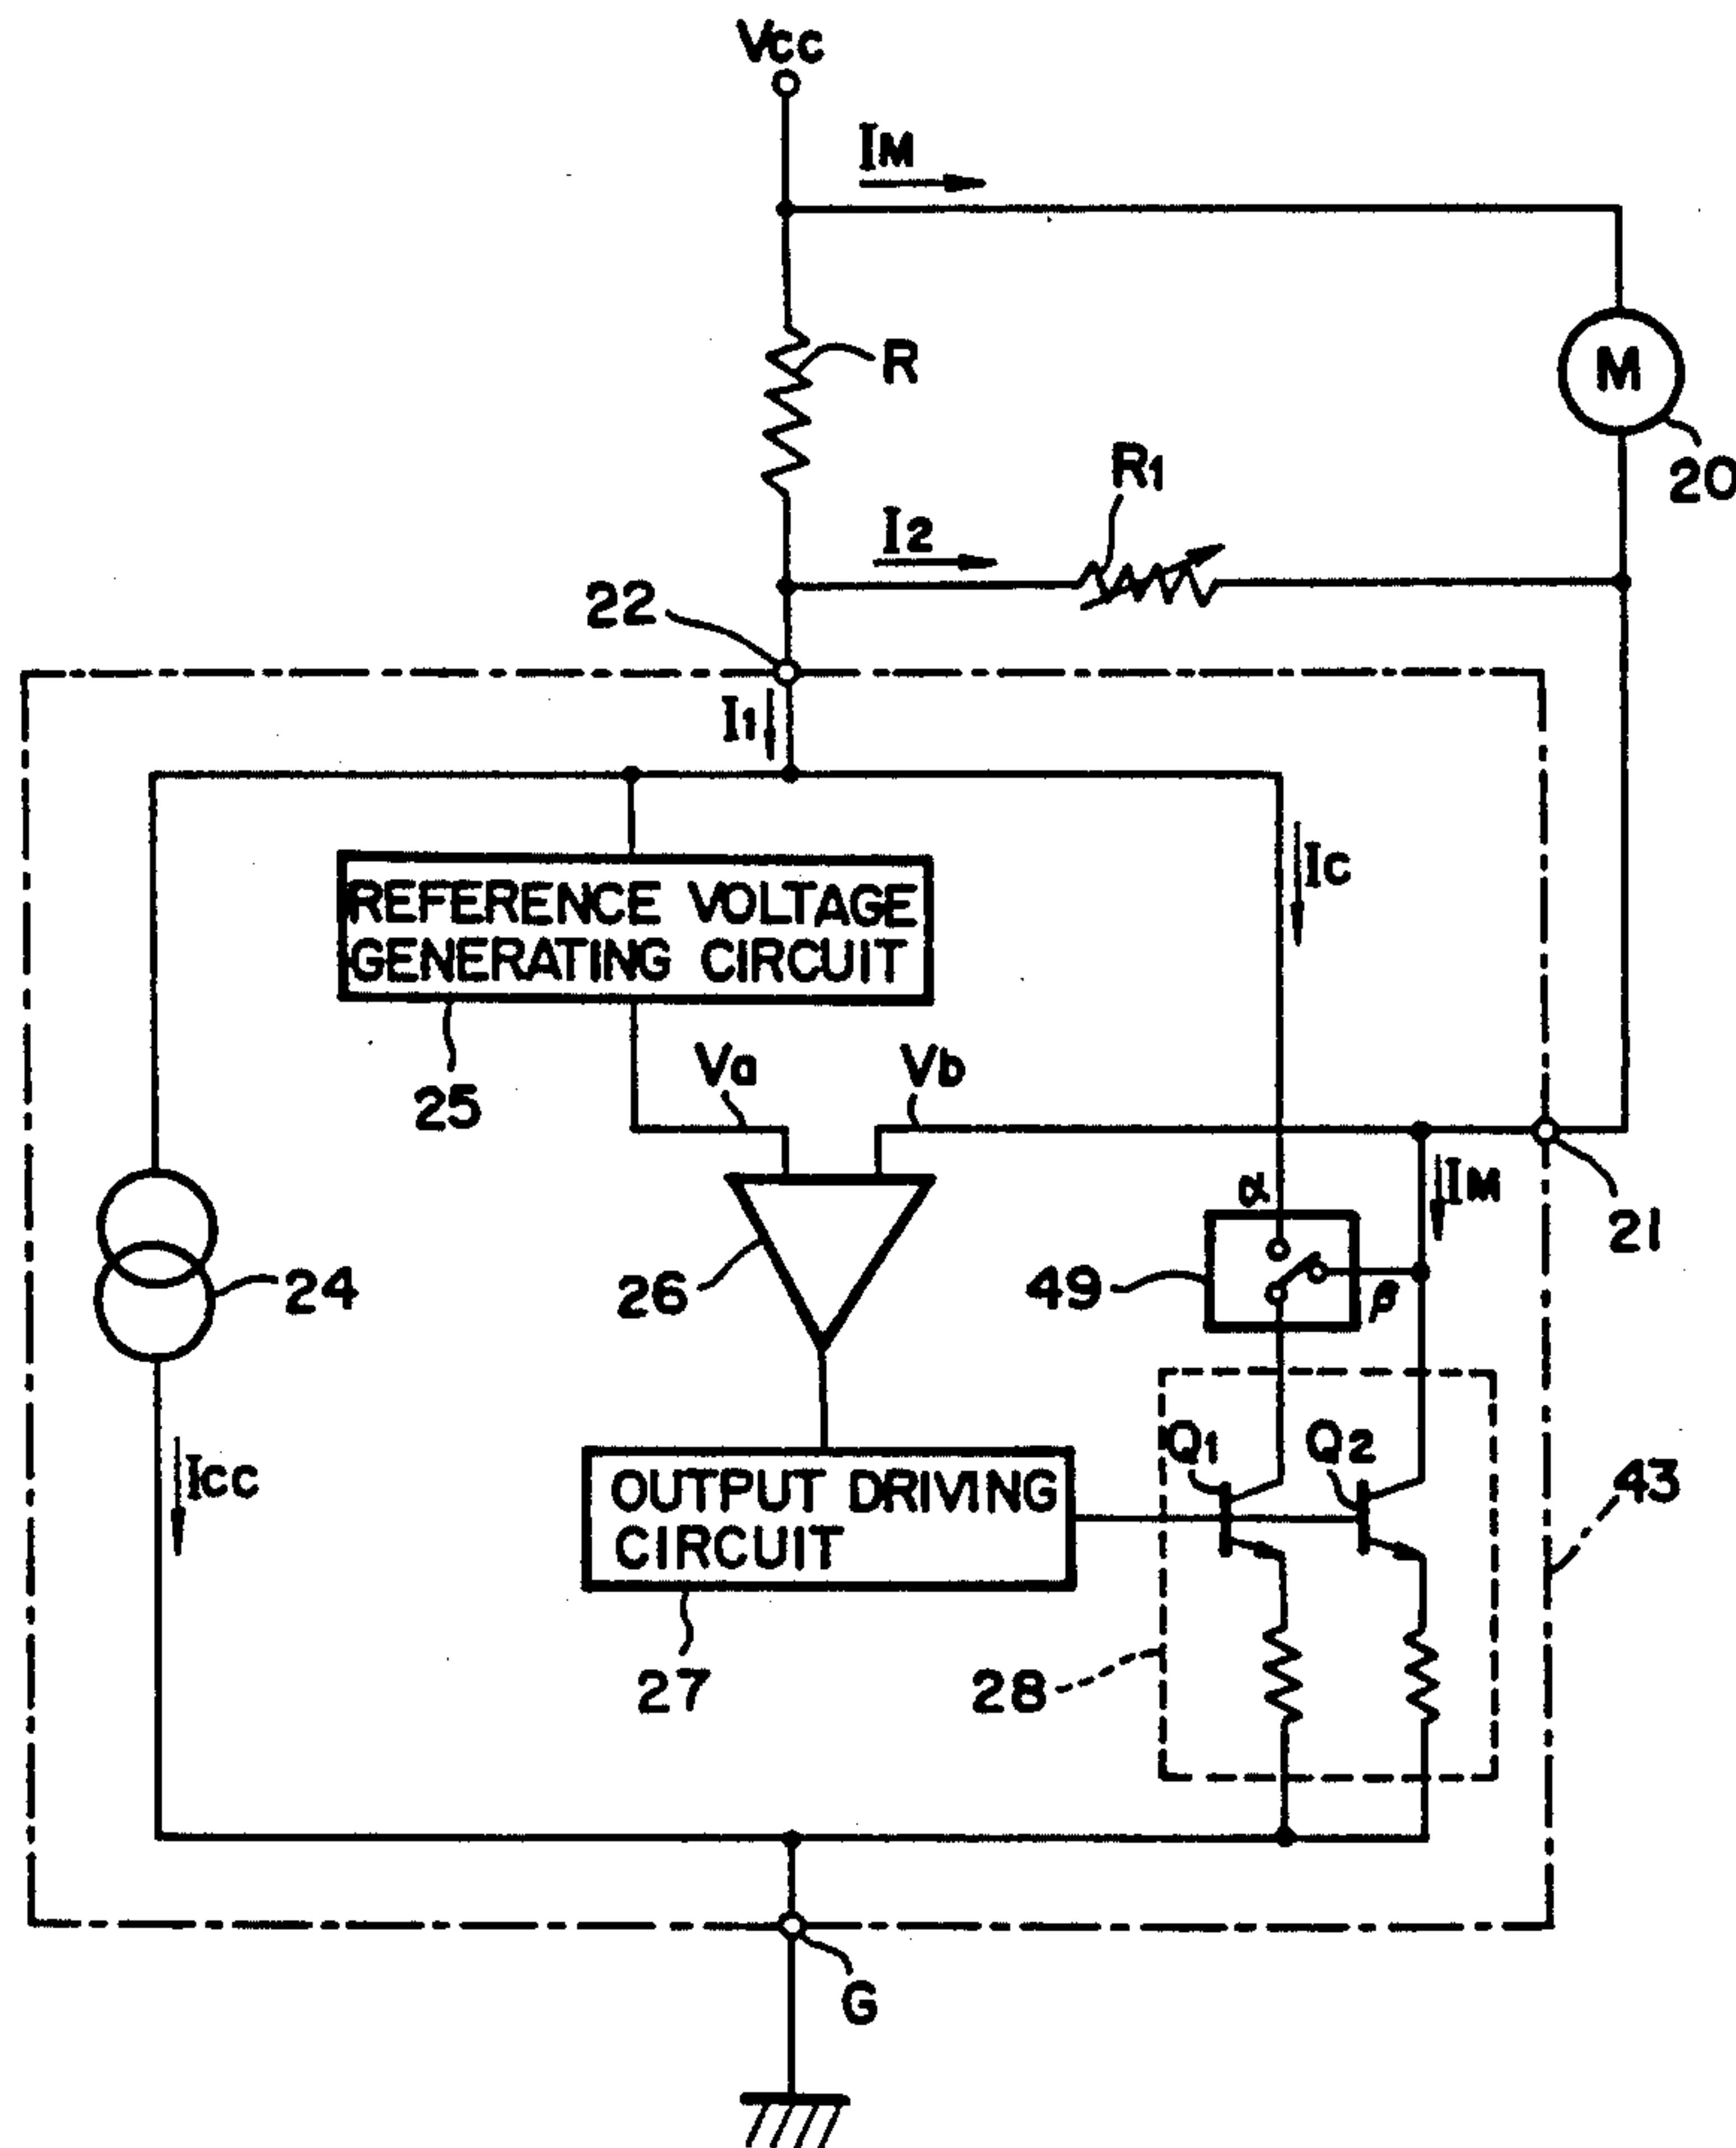 Vcc
IM
R
M
20
R1
I2
22
I1
IC
REFERENCE VOLTAGE
GENERATING CIRCUIT
25
Va
Vb
α
IM
21
24
26
49
β
Q1
Q2
ICC
OUTPUT DRIVING
CIRCUIT
43
27
28
G